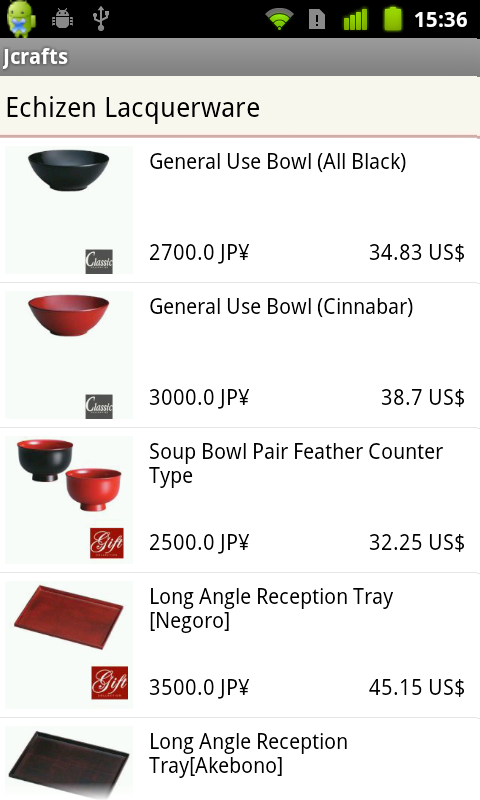 15:36
Jcrafts
Echizen Lacquerware
General Use Bowl (All Black)
Classic
2700.0 JP¥ 34.83 US$
General Use Bowl (Cinnabar)
Classic
3000.0 JP¥ 38.7 US$
Soup Bowl Pair Feather Counter
Type
Gift
2500.0 JP¥ 32.25 US$
Long Angle Reception Tray
[Negoro]
Gift
3500.0 JP¥ 45.15 US$
Long Angle Reception
Tray[Akebono]